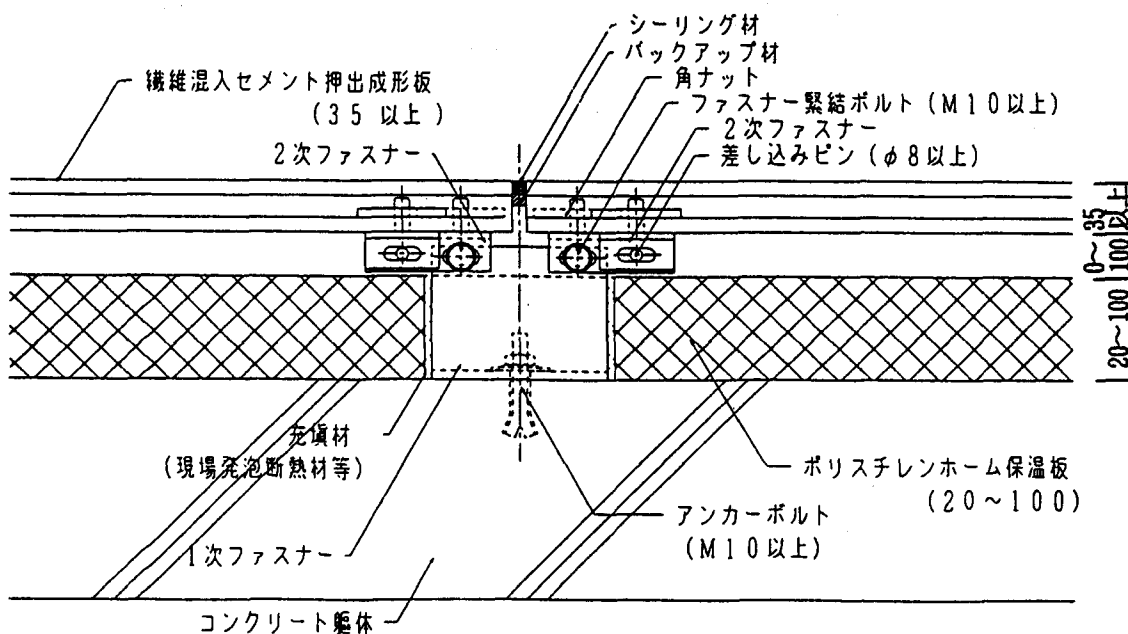 シーリング材
バックアップ材
角ナット
繊維混入セメント押出成形板
(35 以上)
ファスナー緊結ボルト(M10以上)
2次ファスナー
2次ファスナー
差し込みピン(φ8以上)
35以上
0～100
20～100
充填材
(現場発泡断熱材等)
ポリスチレンホーム保温板
(20～100)
アンカーボルト
(M10以上)
1次ファスナー
コンクリート躯体